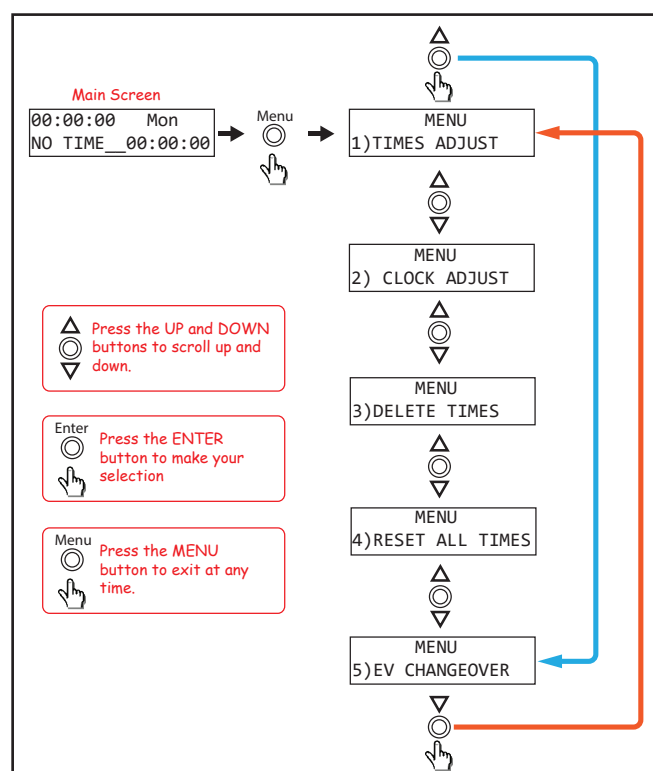 Main Screen
00:00:00 Mon
NO TIME__00:00:00
Menu
MENU
1)TIMES ADJUST
MENU
2) CLOCK ADJUST
Press the UP and DOWN
buttons to scroll up and
down.
MENU
3)DELETE TIMES
Enter
Press the ENTER
button to make your
selection
MENU
4)RESET ALL TIMES
Menu
Press the MENU
button to exit at any
time.
MENU
5)EV CHANGEOVER